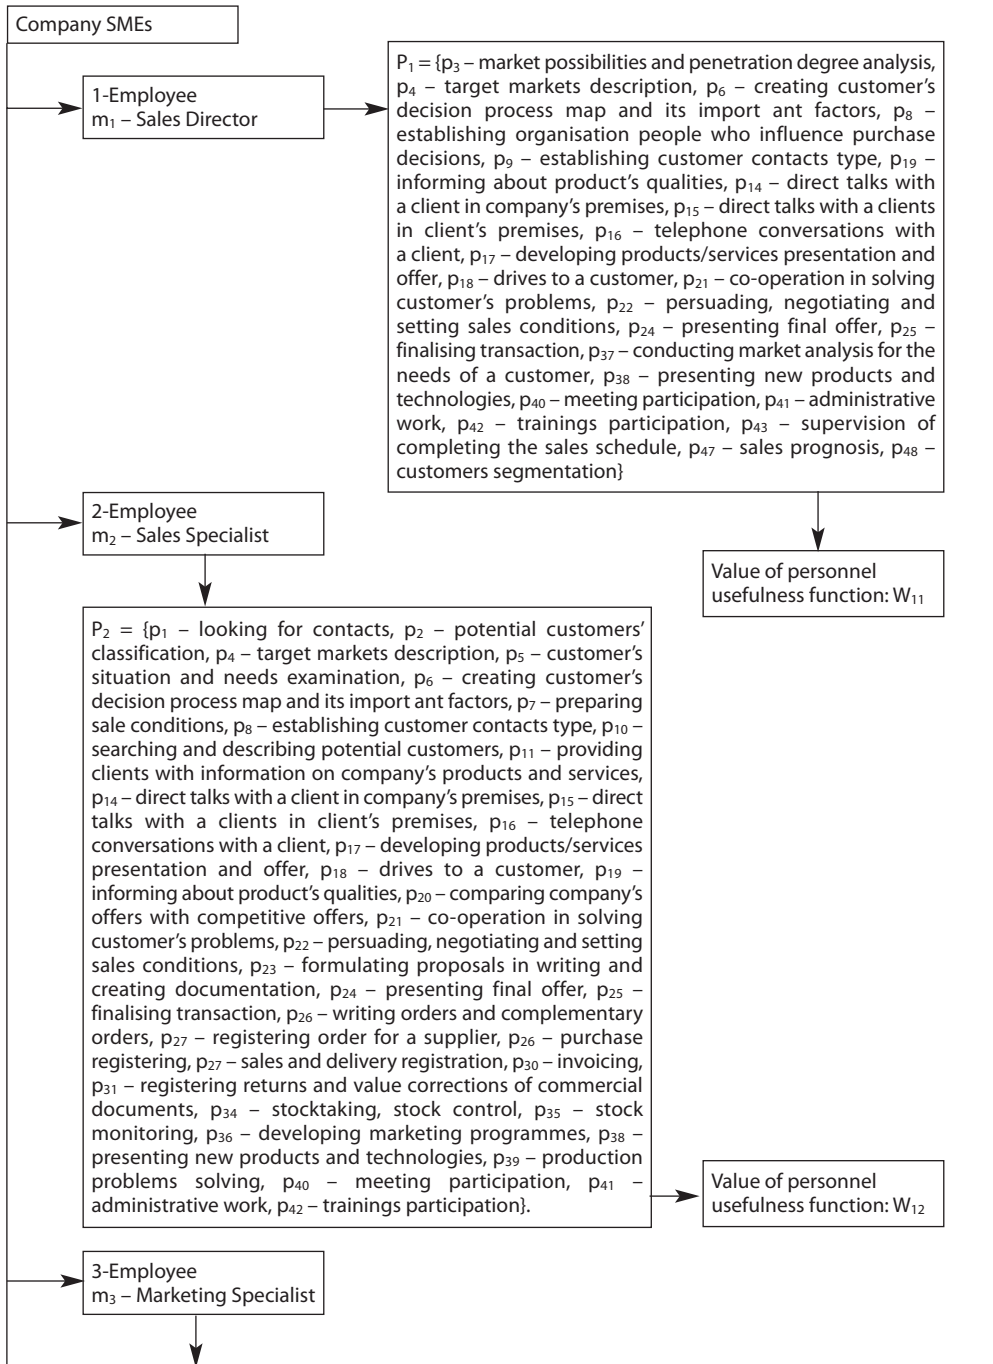 Company SMEs
1-Employee
m₁ – Sales Director
P₁ = {p₃ – market possibilities and penetration degree analysis,
p₄ – target markets description, p₆ – creating customer’s
decision process map and its import ant factors, p₈ –
establishing organisation people who influence purchase
decisions, p₉ – establishing customer contacts type, p₁₉ –
informing about product’s qualities, p₁₄ – direct talks with
a client in company’s premises, p₁₅ – direct talks with a clients
in client’s premises, p₁₆ – telephone conversations with
a client, p₁₇ – developing products/services presentation and
offer, p₁₈ – drives to a customer, p₂₁ – co-operation in solving
customer’s problems, p₂₂ – persuading, negotiating and
setting sales conditions, p₂₄ – presenting final offer, p₂₅ –
finalising transaction, p₃₇ – conducting market analysis for the
needs of a customer, p₃₈ – presenting new products and
technologies, p₄₀ – meeting participation, p₄₁ – administrative
work, p₄₂ – trainings participation, p₄₃ – supervision of
completing the sales schedule, p₄₇ – sales prognosis, p₄₈ –
customers segmentation}
Value of personnel
usefulness function: W₁₁
2-Employee
m₂ – Sales Specialist
P₂ = {p₁ – looking for contacts, p₂ – potential customers’
classification, p₄ – target markets description, p₅ – customer’s
situation and needs examination, p₆ – creating customer’s
decision process map and its import ant factors, p₇ – preparing
sale conditions, p₈ – establishing customer contacts type, p₁₀ –
searching and describing potential customers, p₁₁ – providing
clients with information on company’s products and services,
p₁₄ – direct talks with a client in company’s premises, p₁₅ – direct
talks with a clients in client’s premises, p₁₆ – telephone
conversations with a client, p₁₇ – developing products/services
presentation and offer, p₁₈ – drives to a customer, p₁₉ –
informing about product’s qualities, p₂₀ – comparing company’s
offers with competitive offers, p₂₁ – co-operation in solving
customer’s problems, p₂₂ – persuading, negotiating and setting
sales conditions, p₂₃ – formulating proposals in writing and
creating documentation, p₂₄ – presenting final offer, p₂₅ –
finalising transaction, p₂₆ – writing orders and complementary
orders, p₂₇ – registering order for a supplier, p₂₆ – purchase
registering, p₂₇ – sales and delivery registration, p₃₀ – invoicing,
p₃₁ – registering returns and value corrections of commercial
documents, p₃₄ – stocktaking, stock control, p₃₅ – stock
monitoring, p₃₆ – developing marketing programmes, p₃₈ –
presenting new products and technologies, p₃₉ – production
problems solving, p₄₀ – meeting participation, p₄₁ –
administrative work, p₄₂ – trainings participation}.
Value of personnel
usefulness function: W₁₂
3-Employee
m₃ – Marketing Specialist